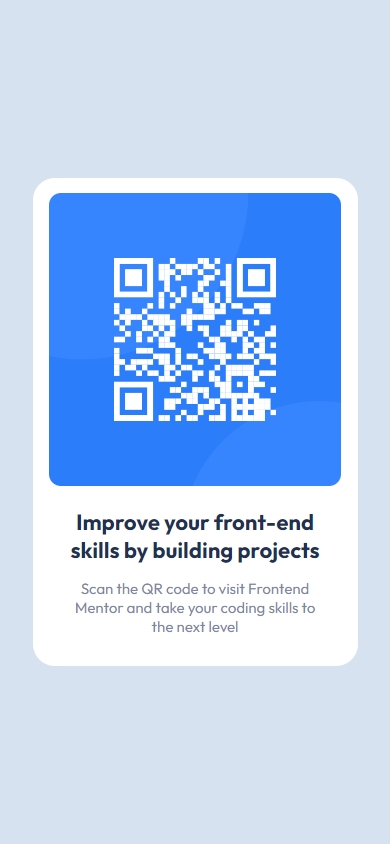 Improve your front-end
skills by building projects
Scan the QR code to visit Frontend
Mentor and take your coding skills to
the next level